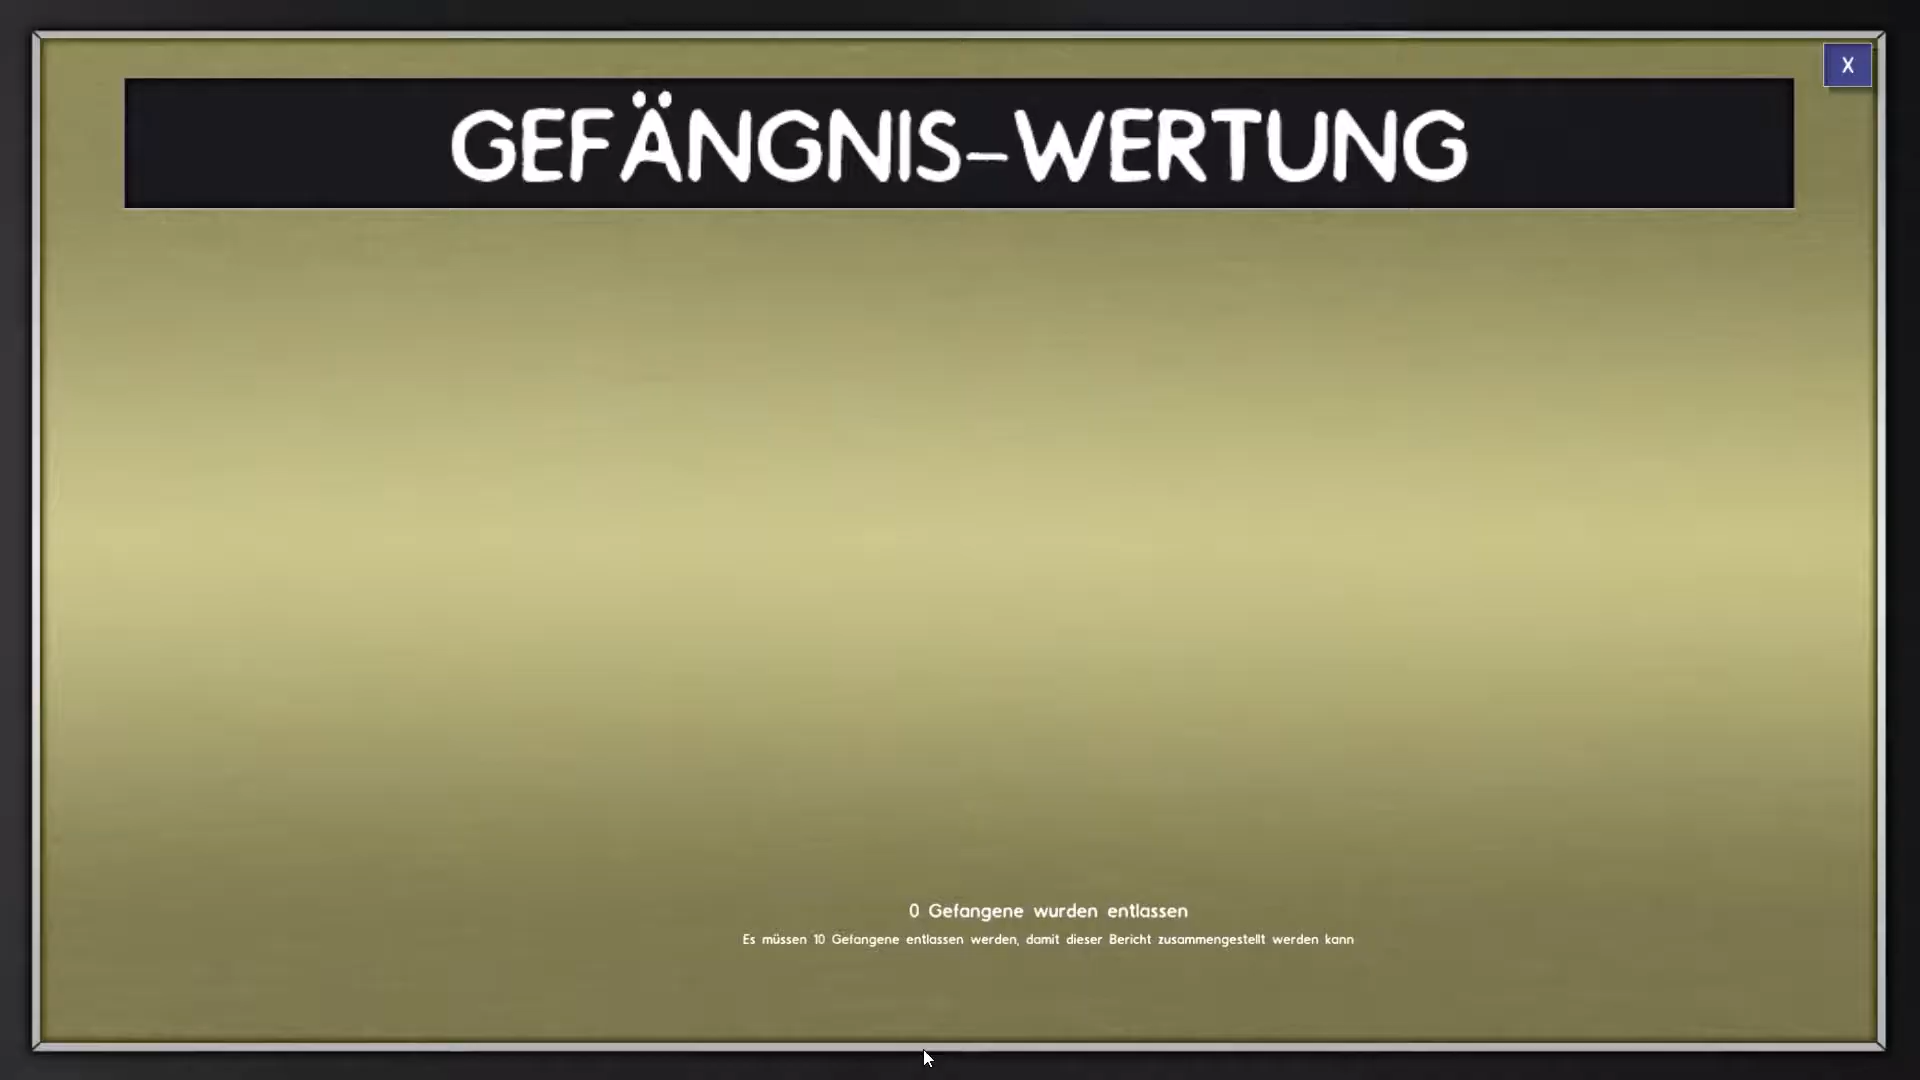 X
GEFÄNGNIS-WERTUNG
0 Gefangene wurden entlassen
Es müssen 10 Gefangene entlassen werden, damit dieser Bericht zusammengestellt werden kann